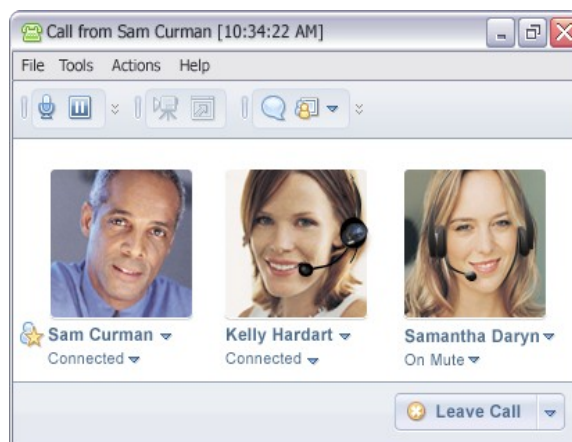 Call from Sam Curman [10:34:22 AM]
File Tools Actions Help
Sam Curman Kelly Hardart Samantha Daryn
Connected Connected On Mute
Leave Call